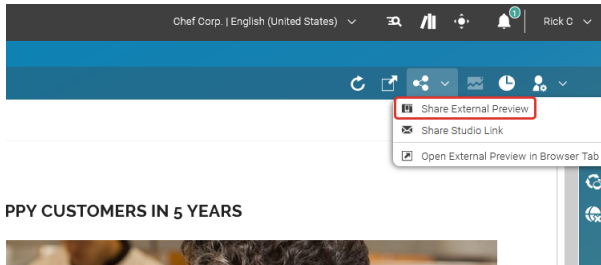 Chef Corp. | English (United States)
1
Rick C
Share External Preview
Share Studio Link
Open External Preview in Browser Tab
PPY CUSTOMERS IN 5 YEARS